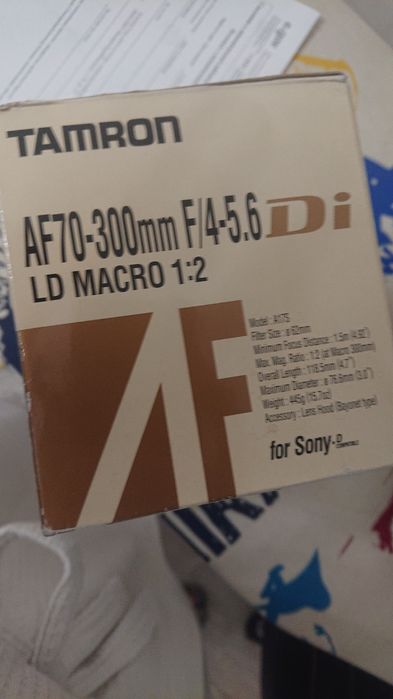 TAMRON
AF70-300mm F/4-5.6 Di
LD MACRO 1:2
AF
Model : A17S
Filter Size : ø 62mm
Minimum Focus Distance : 1.5m (4.92')
Max. Mag. Ratio : 1:2 (at Macro 300mm)
Overall Length : 116.5mm (4.7")
Maximum Diameter : ø 76.6mm (3.0")
Weight : 445g (15.7oz)
Accessory : Lens Hood (Bayonet type)
for Sony-D
COMPATIBLE